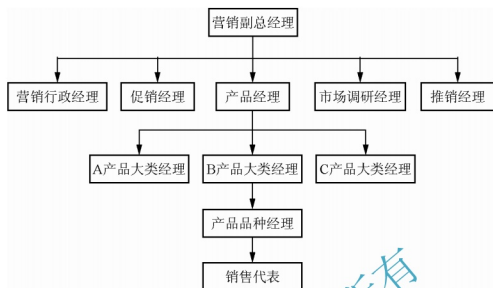 营销副总经理
营销行政经理
促销经理
产品经理
市场调研经理
推销经理
A产品大类经理
B产品大类经理
C产品大类经理
产品品种经理
销售代表
有